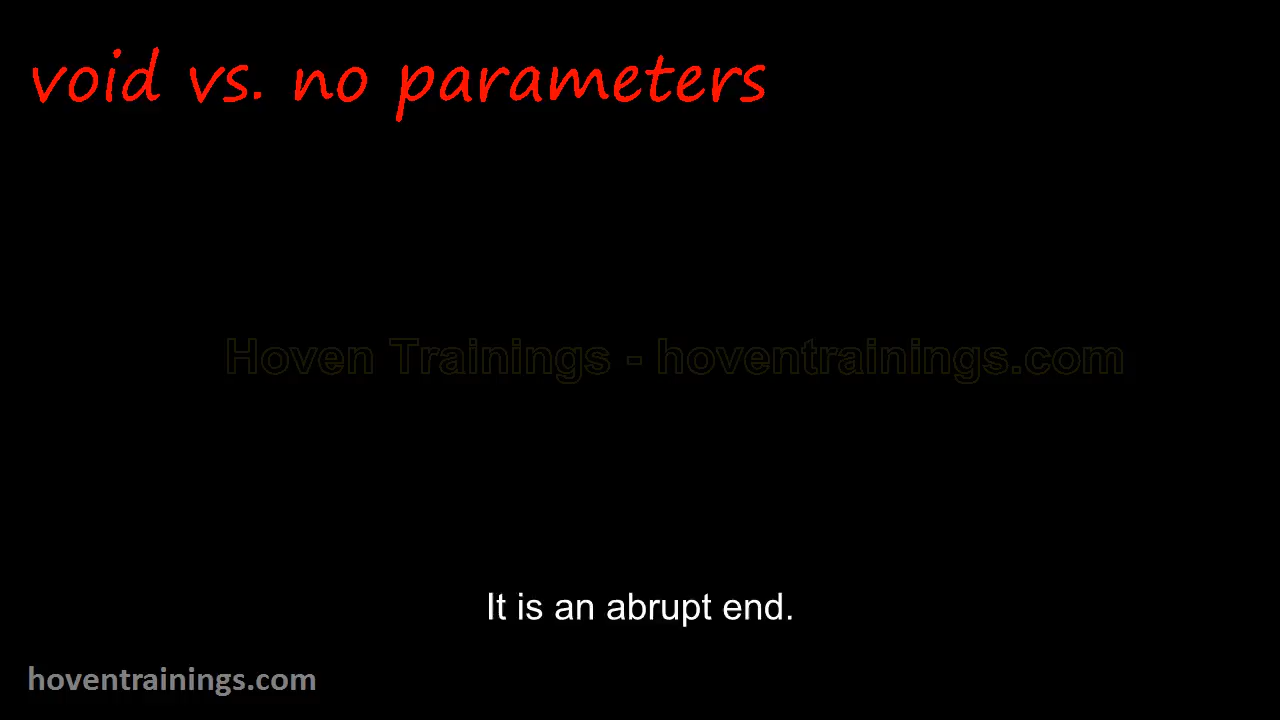 void vs. no parameters
Hoven Trainings - hoventrainings.com
It is an abrupt end.
hoventrainings.com